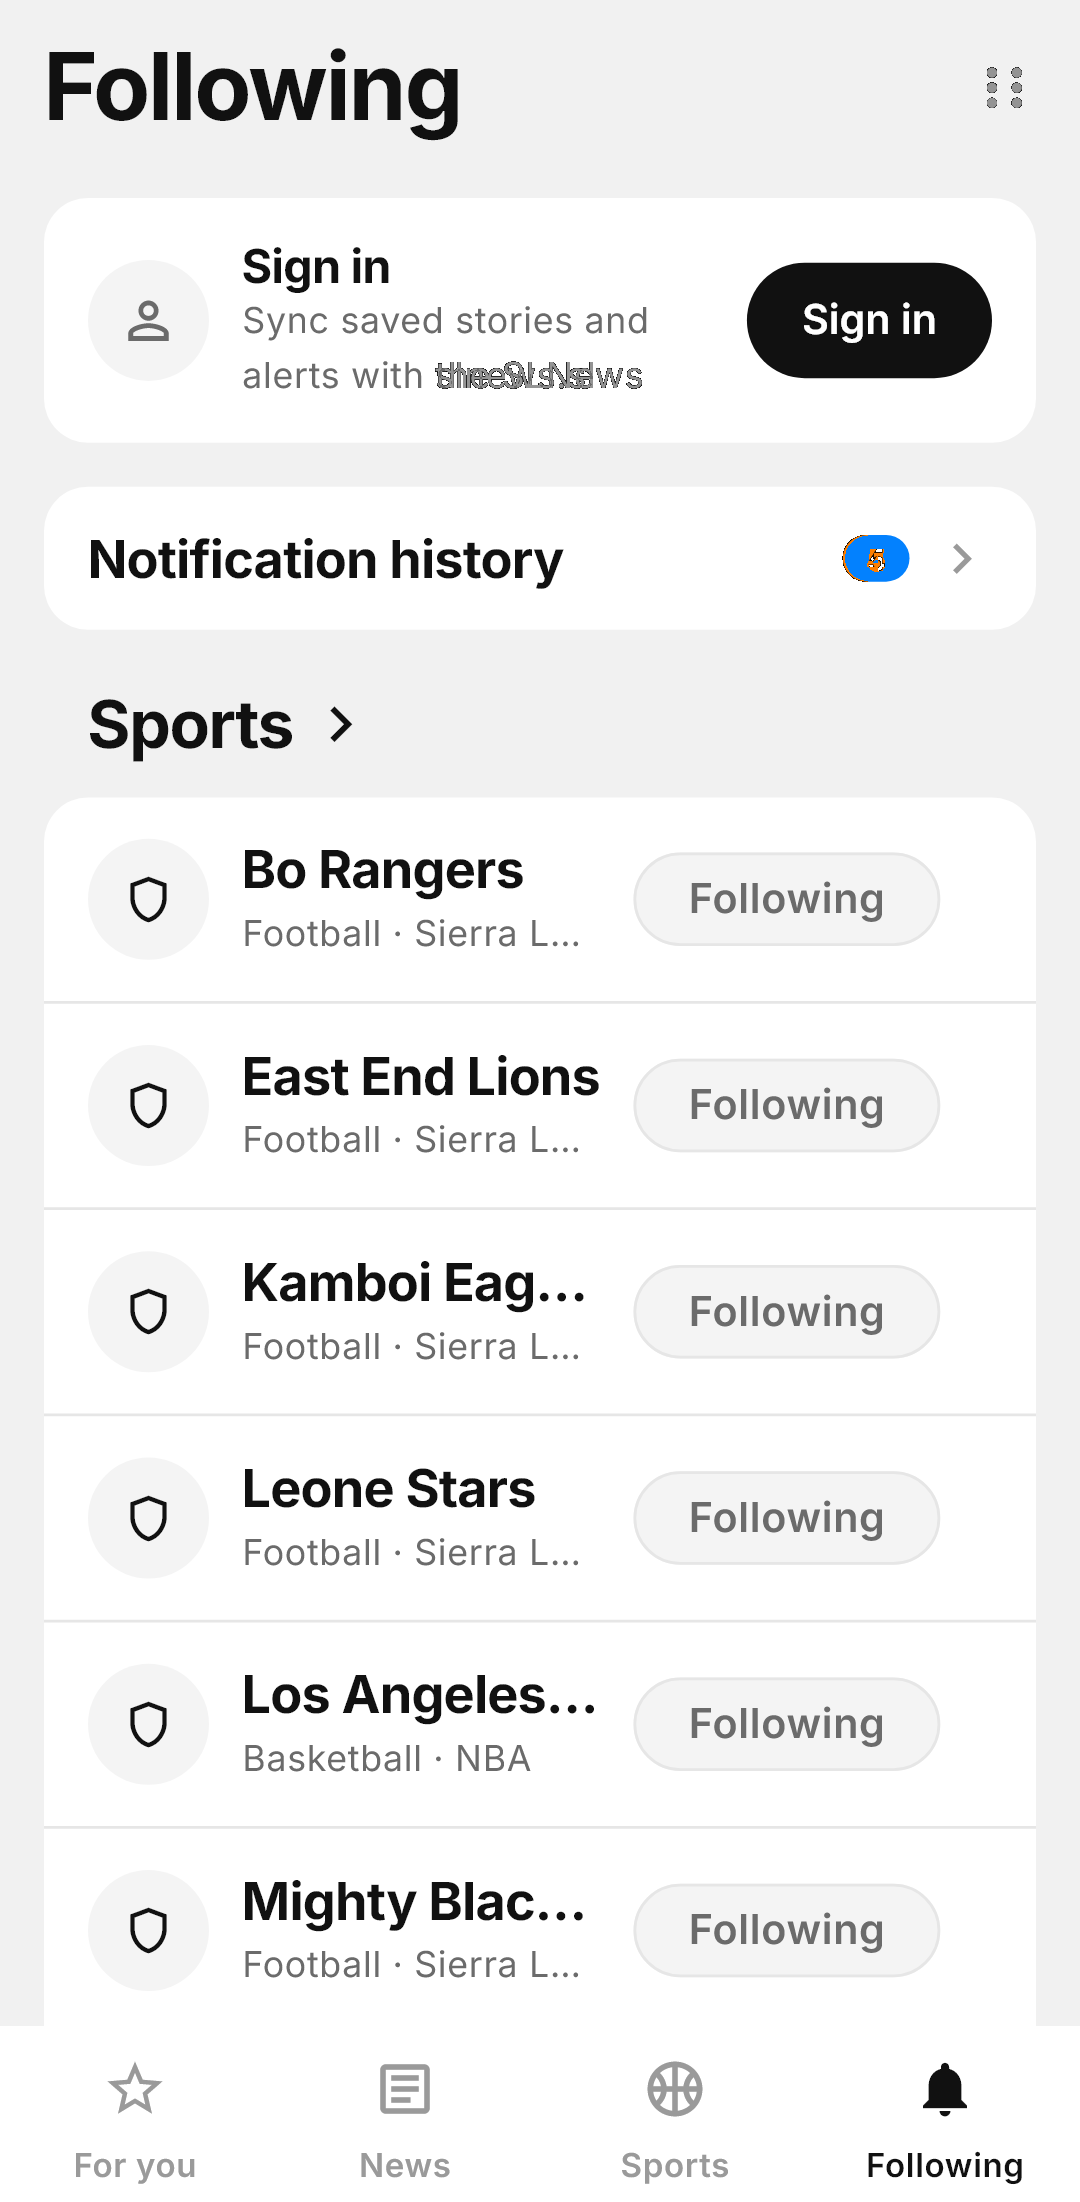 Following
Sign in
Sync saved stories and
alerts with
Sign in
Notification history
Sports
Bo Rangers
Football · Sierra L...
Following
East End Lions
Football · Sierra L...
Following
Kamboi Eag...
Football · Sierra L...
Following
Leone Stars
Football · Sierra L...
Following
Los Angeles...
Basketball · NBA
Following
Mighty Blac...
Football · Sierra L...
Following
For you
News
Sports
Following